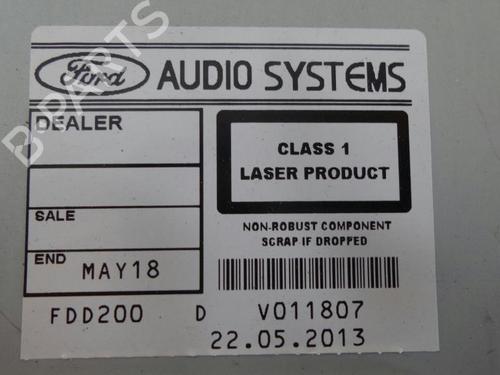 Ford AUDIO SYSTEMS
DEALER
CLASS 1
LASER PRODUCT
SALE
NON-ROBUST COMPONENT
SCRAP IF DROPPED
END MAY18
FDD200 D V011807
22.05.2013
B PARTS